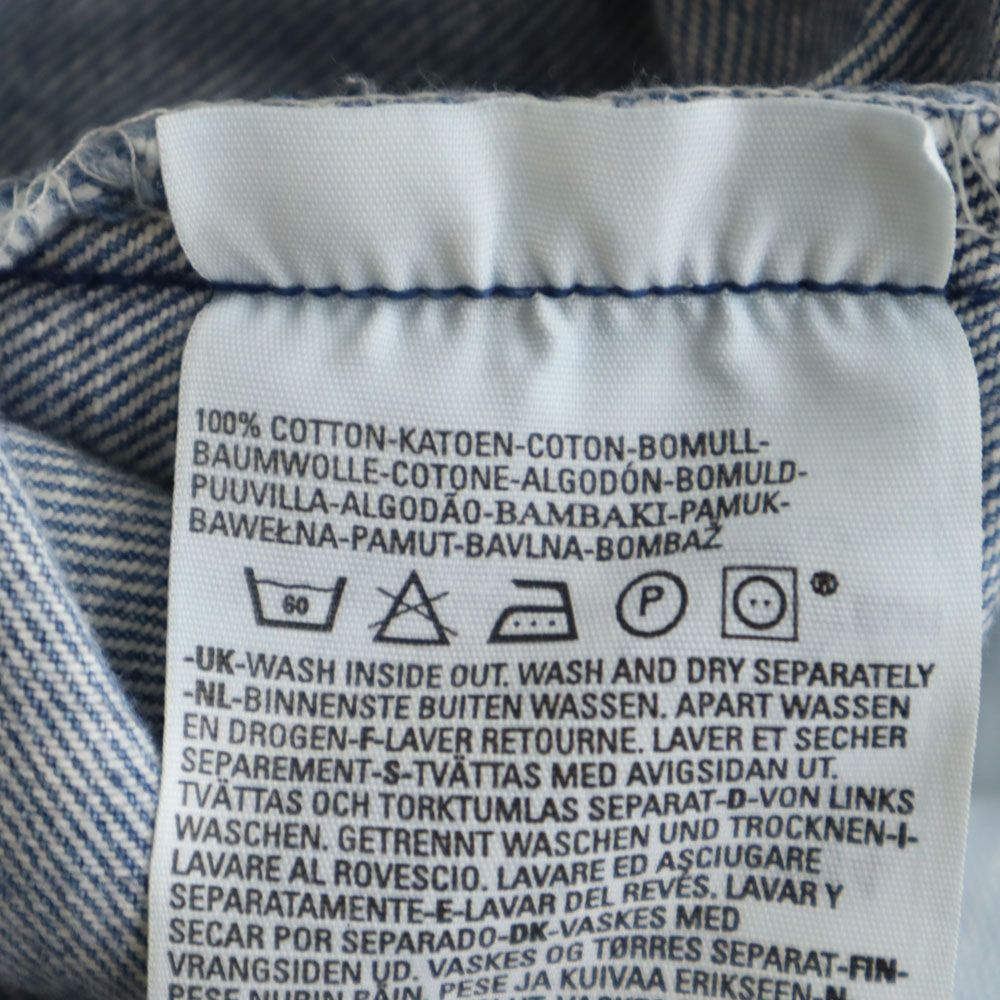 100% COTTON-KATOEN-COTON-BOMULL-
BAUMWOLLE-COTONE-ALGODÓN-BOMULD-
PUUVILLA-ALGODÃO-BAMBAKI-PAMUK-
BAWEŁNA-PAMUT-BAVLNA-BOMBAŽ
60 P ®
-UK-WASH INSIDE OUT. WASH AND DRY SEPARATELY
-NL-BINNENSTE BUITEN WASSEN. APART WASSEN
EN DROGEN-F-LAVER RETOURNE. LAVER ET SECHER
SEPAREMENT-S-TVÄTTAS MED AVIGSIDAN UT.
TVÄTTAS OCH TORKTUMLAS SEPARAT-D-VON LINKS
WASCHEN. GETRENNT WASCHEN UND TROCKNEN-I-
LAVARE AL ROVESCIO. LAVARE ED ASCIUGARE
SEPARATAMENTE-E-LAVAR DEL REVÉS. LAVAR Y
SECAR POR SEPARADO-DK-VASKES MED
VRANGSIDEN UD. VASKES OG TØRRES SEPARAT-FIN-
PESE NURIN PÄIN. PESE JA KUIVAA ERIKSEEN-N